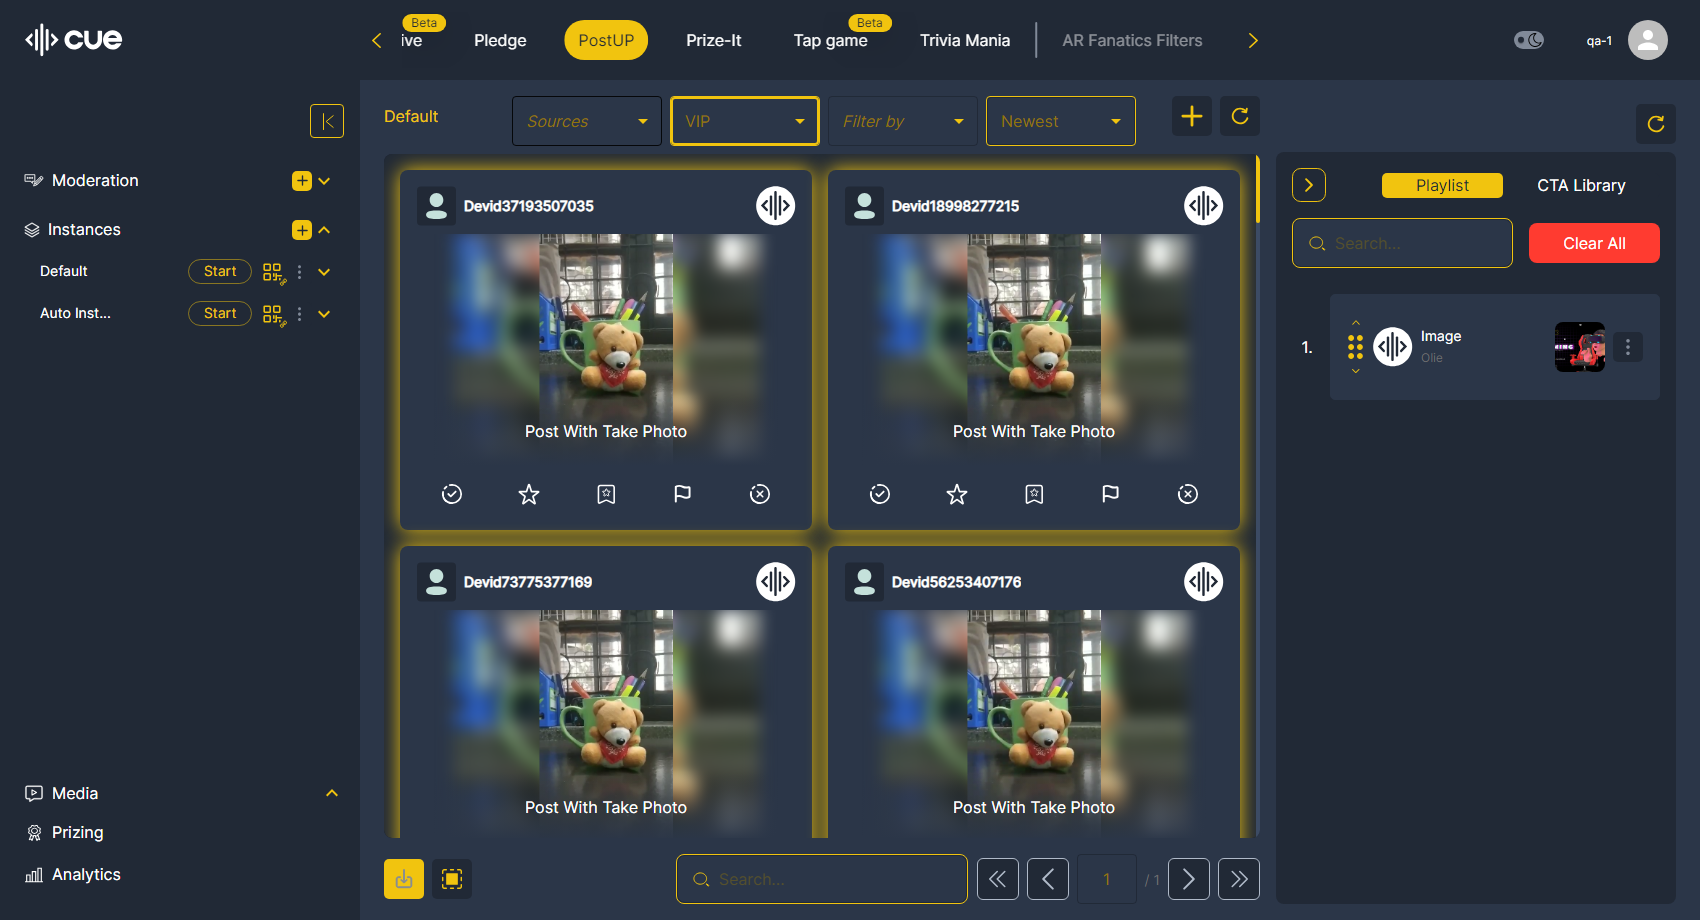 cue
Beta
ive
Pledge
PostUP
Prize-It
Beta
Tap game
Trivia Mania
AR Fanatics Filters
qa-1
Moderation
Instances
Default
Start
Auto Inst...
Start
Media
Prizing
Analytics
Default
Sources
VIP
Filter by
Newest
Devid37193507035
Post With Take Photo
Devid18998277215
Post With Take Photo
Devid73775377169
Post With Take Photo
Devid56253407176
Post With Take Photo
Search...
1
/ 1
Playlist
CTA Library
Search...
Clear All
1.
Image
Olie